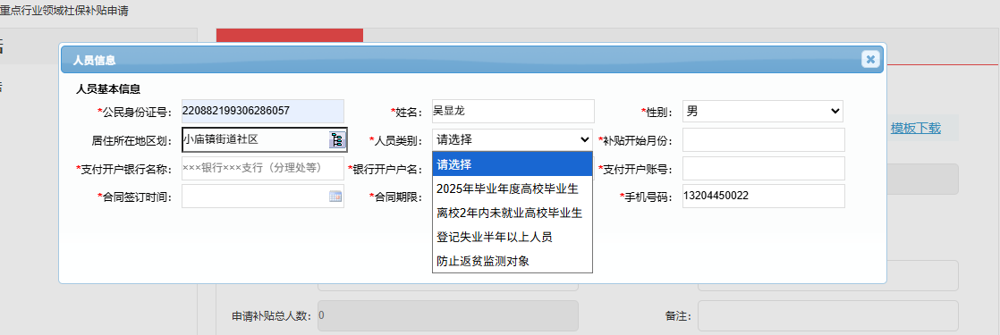 重点行业领域社保补贴申请
人员信息
人员基本信息
*公民身份证号： 220882199306286057 *姓名： 吴显龙 *性别： 男
居住所在地区划： 小庙镇街道社区 *人员类别： 请选择 *补贴开始月份：
模板下载
*支付开户银行名称： ×××银行×××支行（分理处等） *银行开户户名： *支付开户账号：
*合同签订时间： *合同期限： *手机号码： 13204450022
请选择
2025年毕业年度高校毕业生
离校2年内未就业高校毕业生
登记失业半年以上人员
防止返贫监测对象
申请补贴总人数： 0 备注：